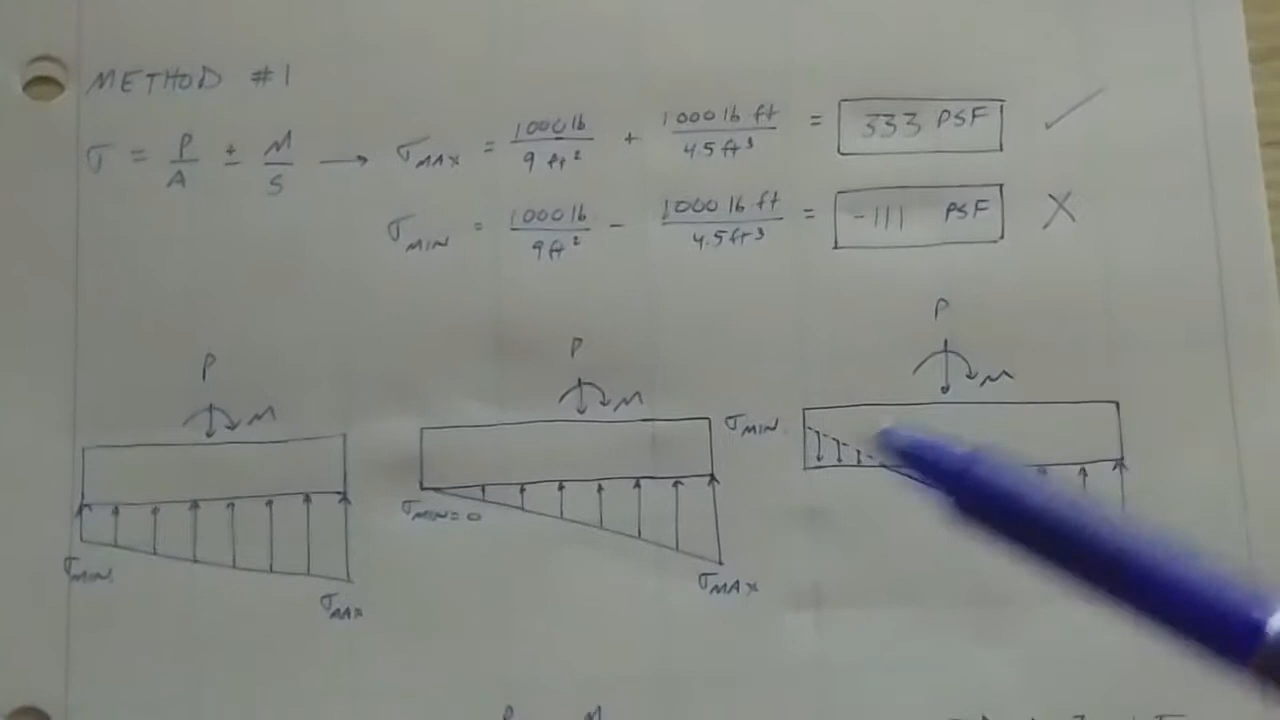 METHOD #1
σ = P/A ± M/S → σMAX = 1000 lb / 9 ft² + 1000 lb ft / 4.5 ft³ = 333 PSF ✓
σMIN = 1000 lb / 9 ft² - 1000 lb ft / 4.5 ft³ = -111 PSF X
P
M
σMIN
σMAX
P
M
σMIN=0
σMAX
P
M
σMIN
P M